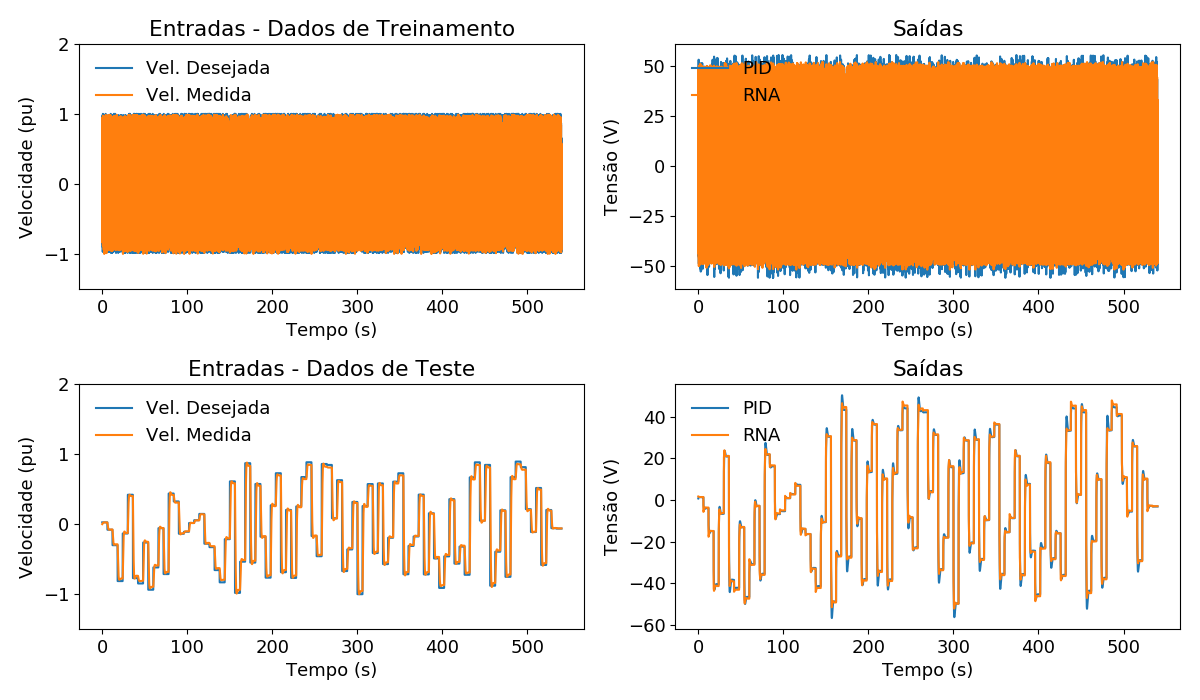 Entradas - Dados de Treinamento
Vel. Desejada
Vel. Medida
Velocidade (pu)
2
1
0
−1
0 100 200 300 400 500
Tempo (s)
Saídas
PID
RNA
Tensão (V)
50
25
0
−25
−50
0 100 200 300 400 500
Tempo (s)
Entradas - Dados de Teste
Vel. Desejada
Vel. Medida
Velocidade (pu)
2
1
0
−1
0 100 200 300 400 500
Tempo (s)
Saídas
PID
RNA
Tensão (V)
40
20
0
−20
−40
−60
0 100 200 300 400 500
Tempo (s)